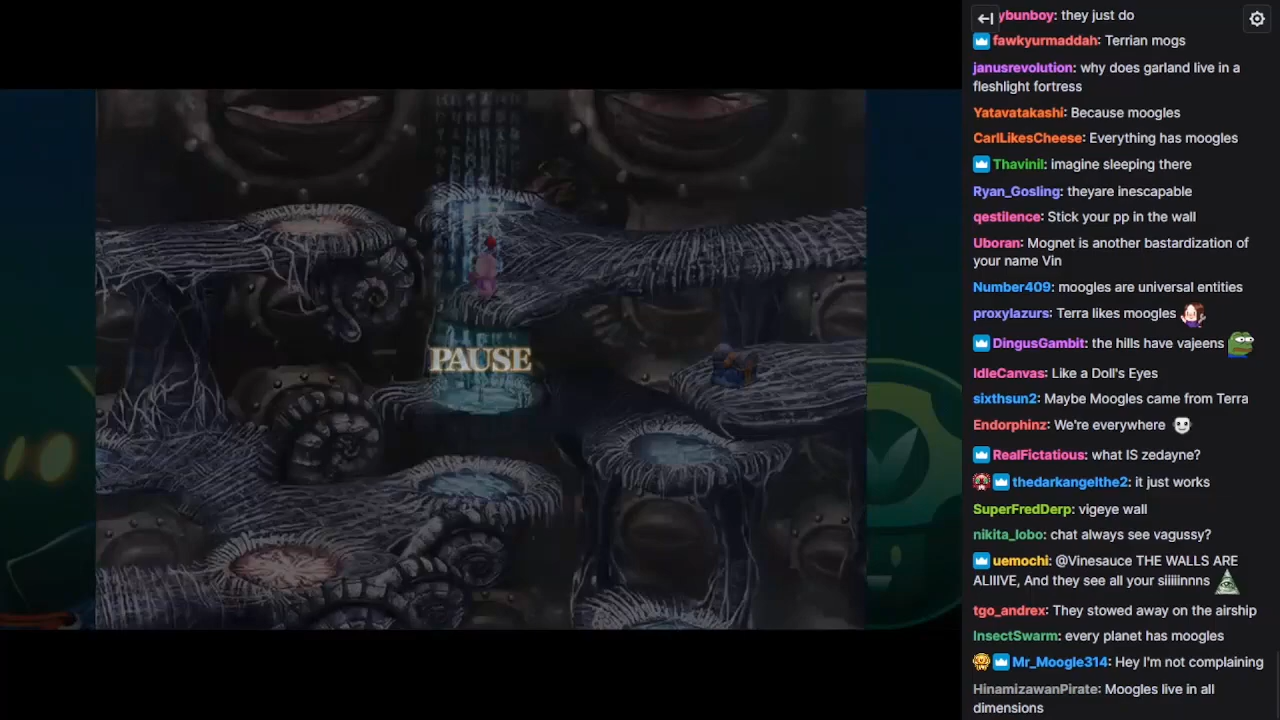 PAUSE
ybunboy: they just do
fawkyurmaddah: Terrian mogs
janusrevolution: why does garland live in a
fleshlight fortress
Yatavatakashi: Because moogles
CarlLikesCheese: Everything has moogles
Thavinil: imagine sleeping there
Ryan_Gosling: theyare inescapable
qestilence: Stick your pp in the wall
Uboran: Mognet is another bastardization of
your name Vin
Number409: moogles are universal entities
proxylazurs: Terra likes moogles
DingusGambit: the hills have vajeens
IdleCanvas: Like a Doll's Eyes
sixthsun2: Maybe Moogles came from Terra
Endorphinz: We're everywhere
RealFictatious: what IS zedayne?
thedarkangelthe2: it just works
SuperFredDerp: vigeye wall
nikita_lobo: chat always see vagussy?
uemochi: @Vinesauce THE WALLS ARE
ALIIIVE, And they see all your siiiiinnns
tgo_andrex: They stowed away on the airship
InsectSwarm: every planet has moogles
Mr_Moogle314: Hey I'm not complaining
HinamizawanPirate: Moogles live in all
dimensions